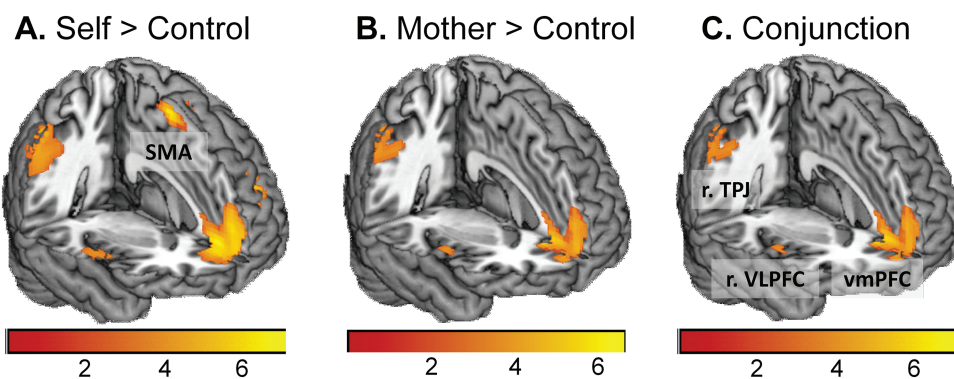 A. Self > Control
B. Mother > Control
C. Conjunction
SMA
r. TPJ
r. VLPFC
vmPFC
2 4 6
2 4 6
2 4 6